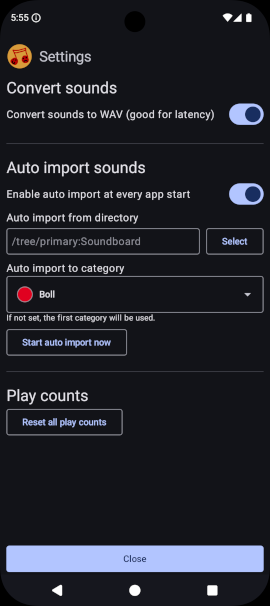 5:55
Settings
Convert sounds
Convert sounds to WAV (good for latency)
Auto import sounds
Enable auto import at every app start
Auto import from directory
/tree/primary:Soundboard
Select
Auto import to category
Boll
If not set, the first category will be used.
Start auto import now
Play counts
Reset all play counts
Close